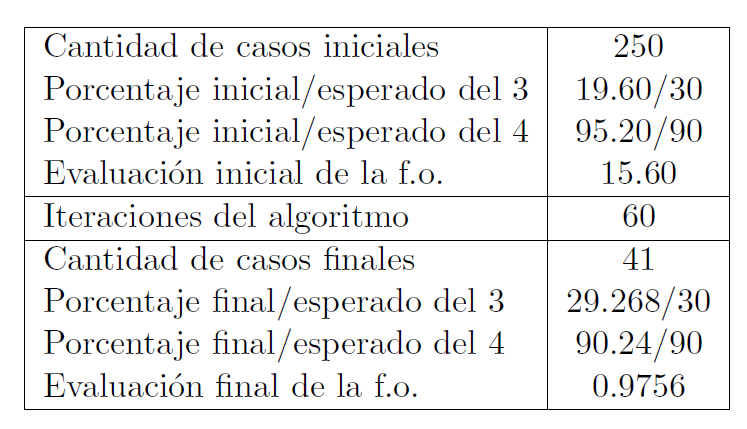 Cantidad de casos iniciales 250
Porcentaje inicial/esperado del 3 19.60/30
Porcentaje inicial/esperado del 4 95.20/90
Evaluación inicial de la f.o. 15.60
Iteraciones del algoritmo 60
Cantidad de casos finales 41
Porcentaje final/esperado del 3 29.268/30
Porcentaje final/esperado del 4 90.24/90
Evaluación final de la f.o. 0.9756